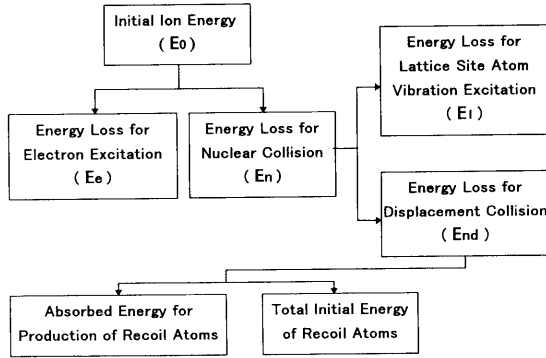 Initial Ion Energy
( E0 )
Energy Loss for
Electron Excitation
( Ee )
Energy Loss for
Nuclear Collision
( En )
Energy Loss for
Lattice Site Atom
Vibration Excitation
( El )
Energy Loss for
Displacement Collision
( End )
Absorbed Energy for
Production of Recoil Atoms
Total Initial Energy
of Recoil Atoms